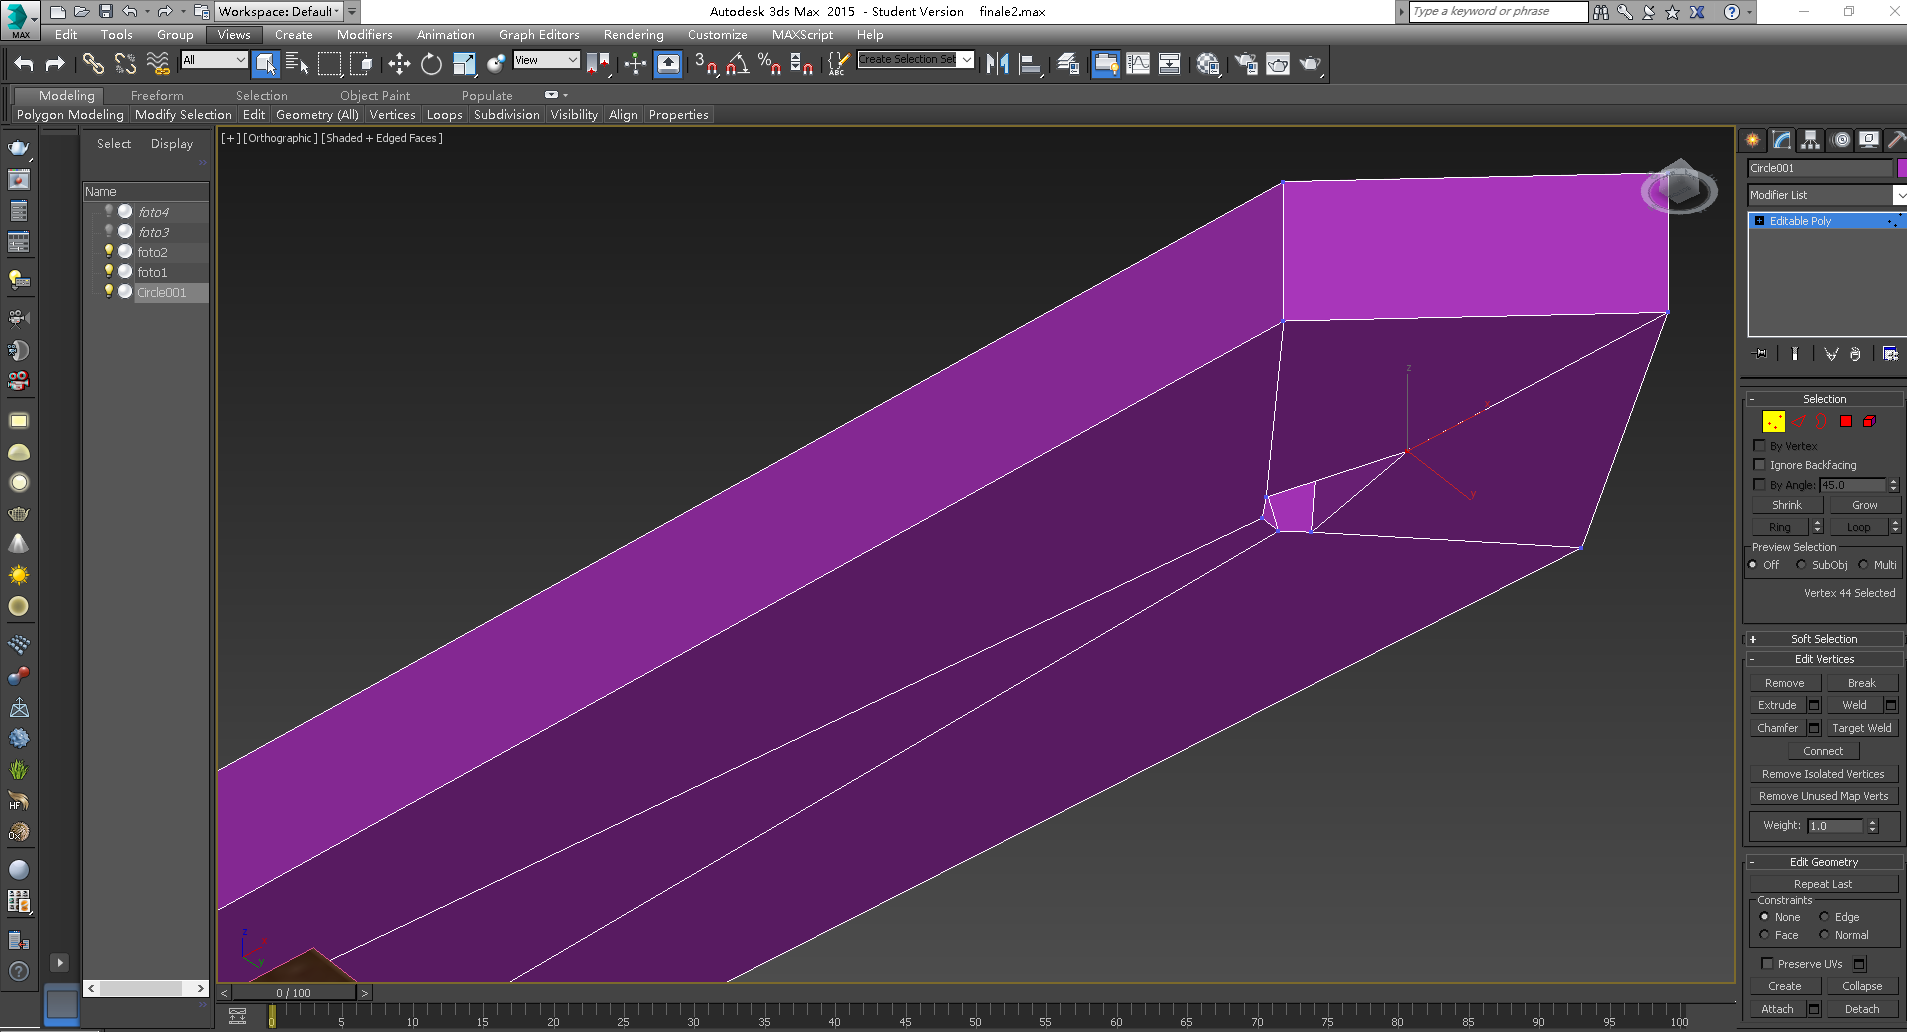 Workspace: Default
Autodesk 3ds Max 2015 - Student Version finale2.max
Type a keyword or phrase
MAX
Edit Tools Group Views Create Modifiers Animation Graph Editors Rendering Customize MAXScript Help
All
View
3
%
ABC
Create Selection Set
Modeling Freeform Selection Object Paint Populate
Polygon Modeling Modify Selection Edit Geometry (All) Vertices Loops Subdivision Visibility Align Properties
Select Display
Name
foto4
foto3
foto2
foto1
Circle001
[+] [Orthographic] [Shaded + Edged Faces]
z
x
y
z
x
y
HF
Ox
Circle001
Modifier List
Editable Poly
- Selection
By Vertex
Ignore Backfacing
By Angle: 45.0
Shrink Grow
Ring Loop
Preview Selection
Off SubObj Multi
Vertex 44 Selected
+ Soft Selection
- Edit Vertices
Remove Break
Extrude Weld
Chamfer Target Weld
Connect
Remove Isolated Vertices
Remove Unused Map Verts
Weight: 1.0
- Edit Geometry
Repeat Last
Constraints
None Edge
Face Normal
Preserve UVs
Create Collapse
Attach Detach
< 0 / 100 >
0 5 10 15 20 25 30 35 40 45 50 55 60 65 70 75 80 85 90 95 100